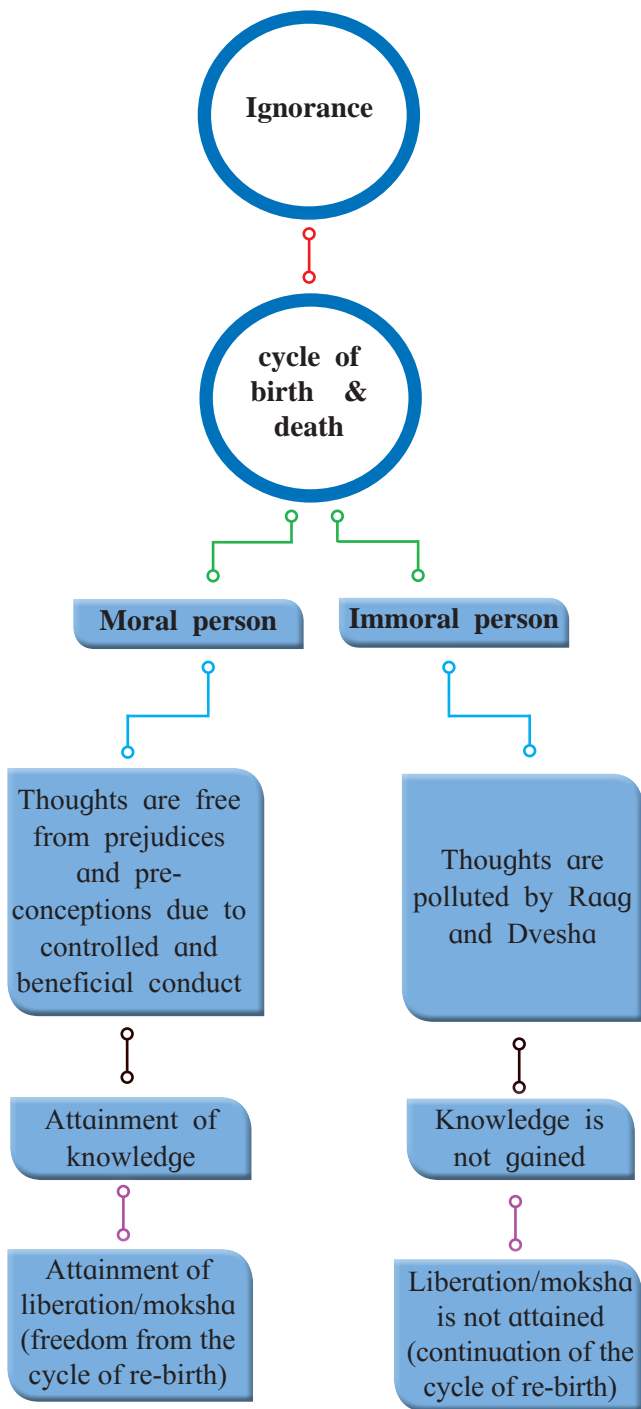 Ignorance
cycle of
birth & 
death
Moral person
Immoral person
Thoughts are free
from prejudices
and pre-
conceptions due to
controlled and
beneficial conduct
Thoughts are
polluted by Raag
and Dvesha
Attainment of
knowledge
Knowledge is
not gained
Attainment of
liberation/moksha
(freedom from the
cycle of re-birth)
Liberation/moksha
is not attained
(continuation of the
cycle of re-birth)